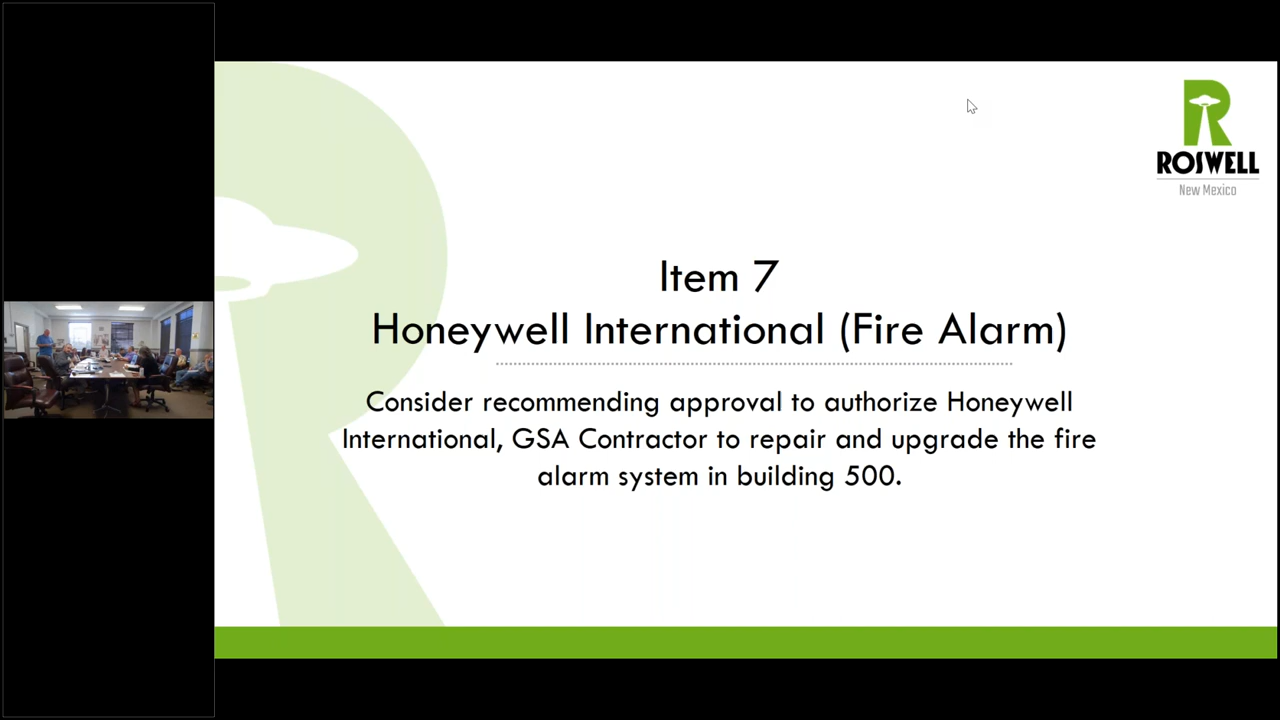 ROSWELL
New Mexico
Item 7
Honeywell International (Fire Alarm)
Consider recommending approval to authorize Honeywell
International, GSA Contractor to repair and upgrade the fire
alarm system in building 500.